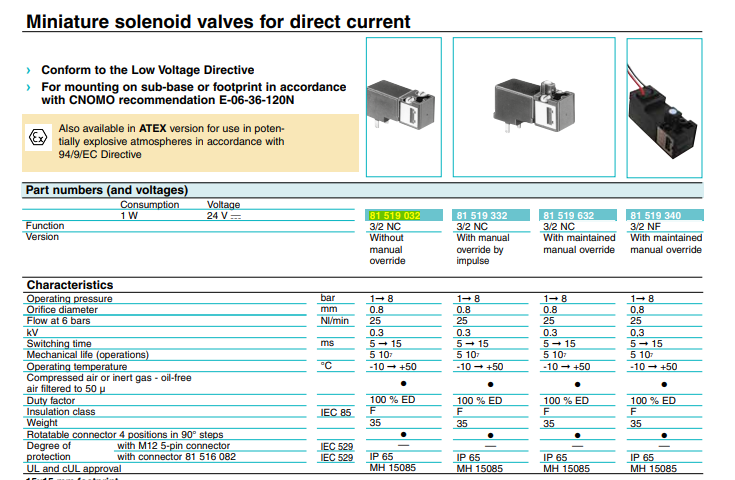 Miniature solenoid valves for direct current
› Conform to the Low Voltage Directive
› For mounting on sub-base or footprint in accordance
with CNOMO recommendation E-06-36-120N
Ex
Also available in ATEX version for use in poten-
tially explosive atmospheres in accordance with
94/9/EC Directive
Part numbers (and voltages)
Consumption Voltage
1 W 24 V ⎓ 81 519 032 81 519 332 81 519 632 81 519 340
Function 3/2 NC 3/2 NC 3/2 NC 3/2 NF
Version Without With manual With maintained With maintained
manual override by manual override manual override
override impulse
Characteristics
Operating pressure bar 1→ 8 1→ 8 1→ 8 1→ 8
Orifice diameter mm 0.8 0.8 0.8 0,8
Flow at 6 bars Nl/min 25 25 25 25
kV 0.3 0.3 0.3 0,3
Switching time ms 5 → 15 5 → 15 5 → 15 5 → 15
Mechanical life (operations) 5 10⁷ 5 10⁷ 5 10⁷ 5 10⁷
Operating temperature °C -10 → +50 -10 → +50 -10 → +50 -10 → +50
Compressed air or inert gas - oil-free
air filtered to 50 µ ● ● ● ●
Duty factor 100 % ED 100 % ED 100 % ED 100 % ED
Insulation class IEC 85 F F F F
Weight 35 35 35 35
Rotatable connector 4 positions in 90° steps ● ● ● ●
Degree of with M12 5-pin connector IEC 529 — — — —
protection with connector 81 516 082 IEC 529 IP 65 IP 65 IP 65 IP 65
UL and cUL approval MH 15085 MH 15085 MH 15085 MH 15085